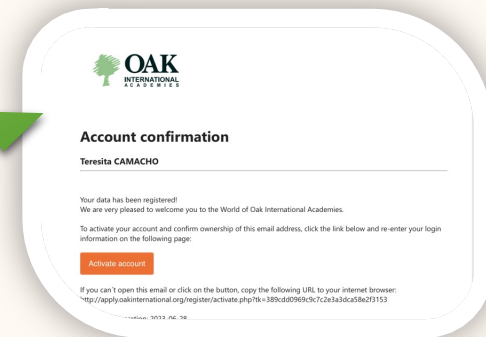 OAK
INTERNATIONAL
ACADEMIES
Account confirmation
Teresita CAMACHO
Your data has been registered!
We are very pleased to welcome you to the World of Oak International Academies.
To activate your account and confirm ownership of this email address, click the link below and re-enter your login
information on the following page:
Activate account
If you can´t open this email or click on the button, copy the following URL to your internet browser:
http://apply.oakinternational.org/register/activate.php?tk=389cdd0969c9c7c2e3a3dca58e2f3153
2023-06-28